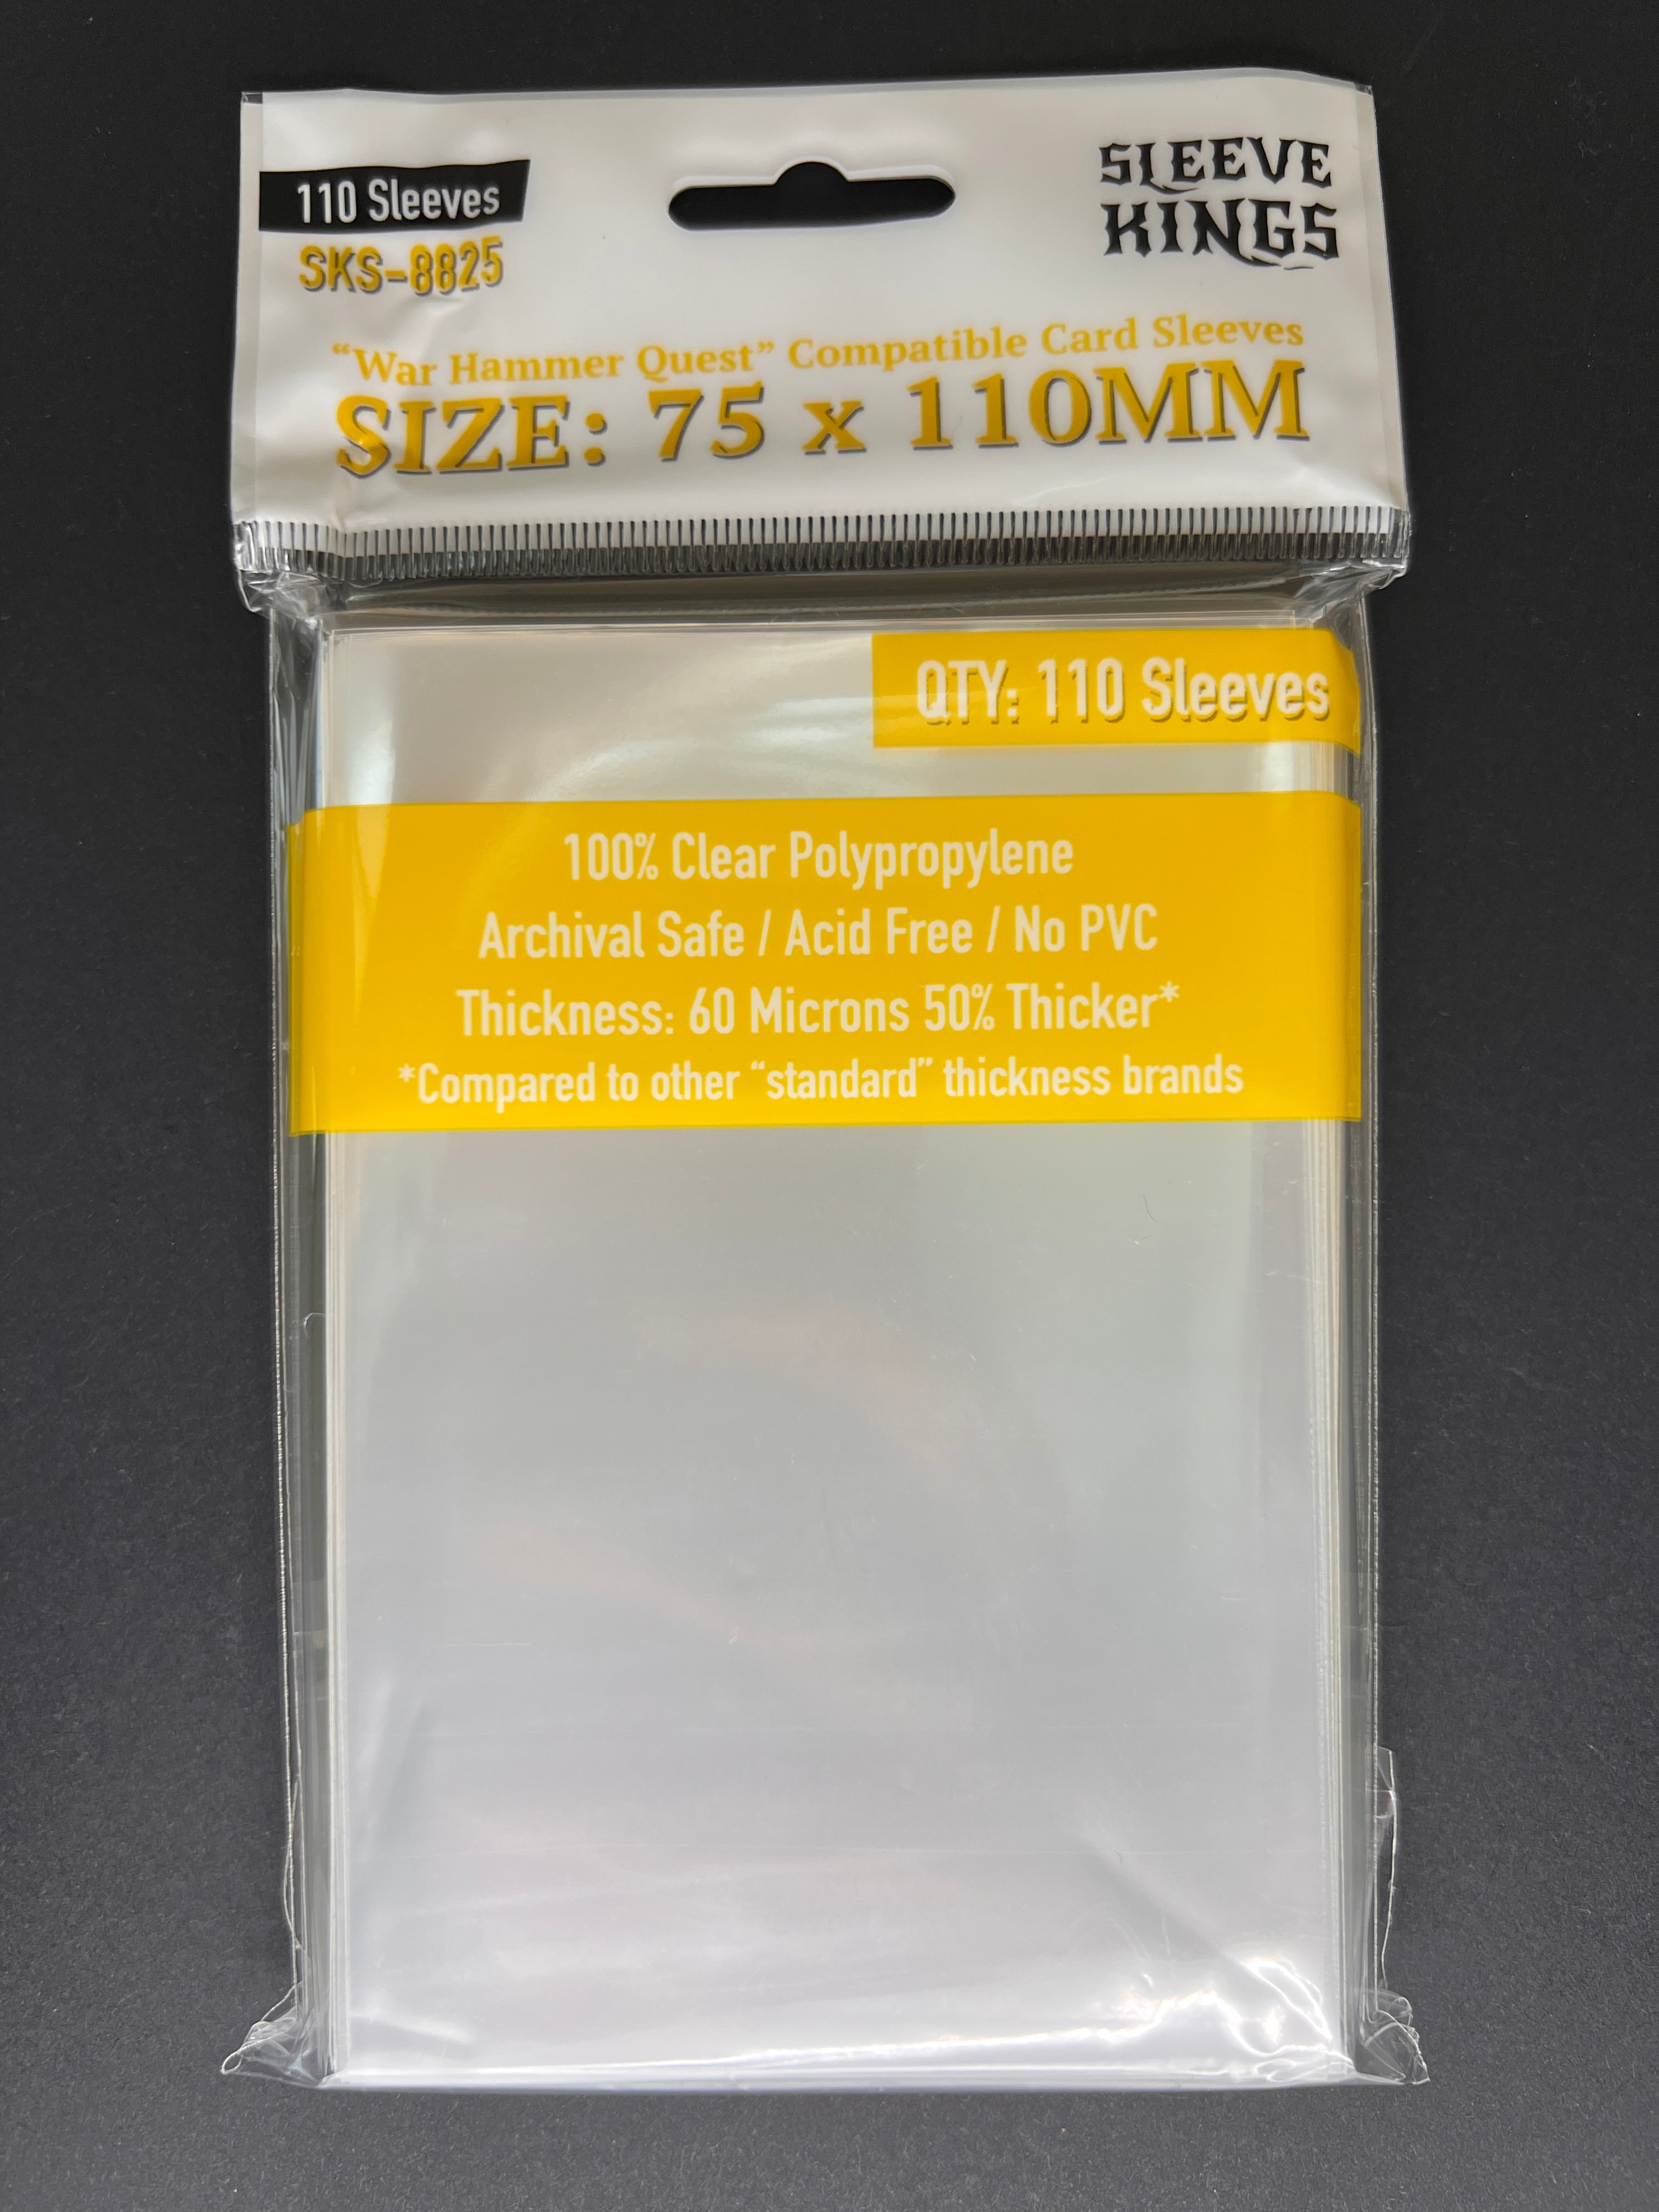 110 Sleeves
SKS-8825
SLEEVE
KINGS
“War Hammer Quest” Compatible Card Sleeves
SIZE: 75 x 110MM
QTY: 110 Sleeves
100% Clear Polypropylene
Archival Safe / Acid Free / No PVC
Thickness: 60 Microns 50% Thicker*
*Compared to other “standard” thickness brands